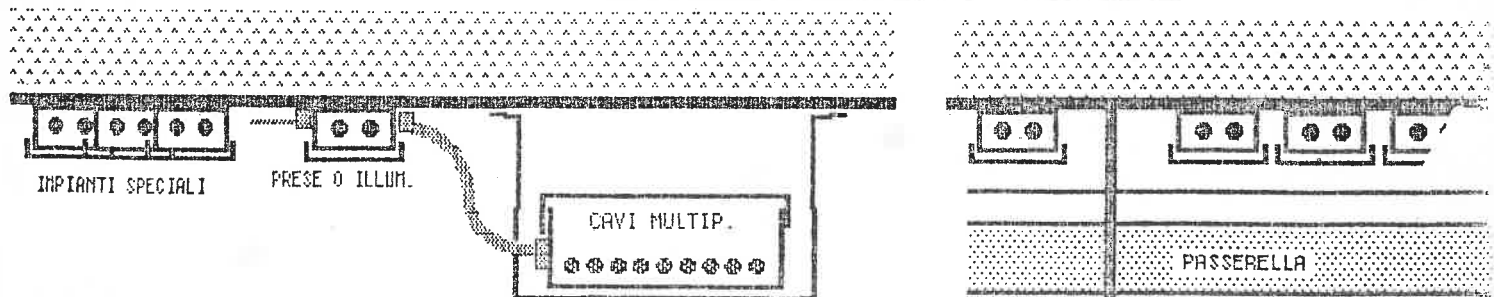 IMPIANTI SPECIALI
PRESE O ILLUM.
CAVI MULTIP.
PASSERELLA